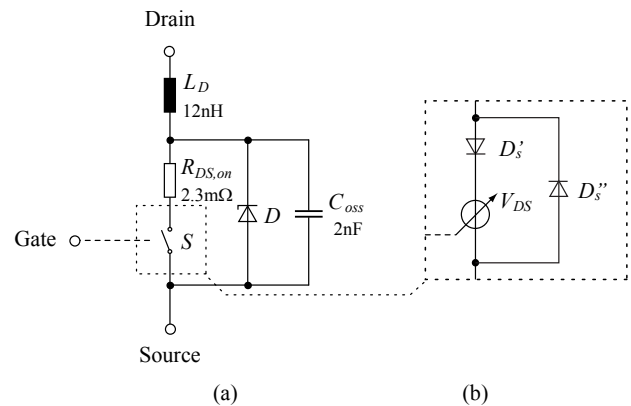 Drain
L_D
12nH
R_DS,on
2.3mΩ
D
C_oss
2nF
Gate
S
Source
(a)
D_s'
V_DS
D_s''
(b)